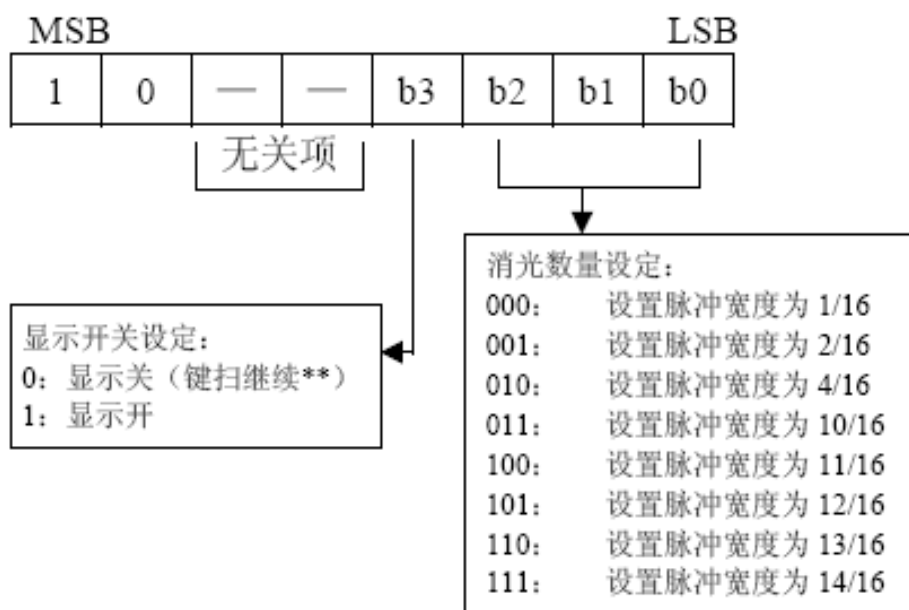 MSB LSB
1 0 — — b3 b2 b1 b0
无关项
消光数量设定：
000： 设置脉冲宽度为 1/16
001： 设置脉冲宽度为 2/16
010： 设置脉冲宽度为 4/16
011： 设置脉冲宽度为 10/16
100： 设置脉冲宽度为 11/16
101： 设置脉冲宽度为 12/16
110： 设置脉冲宽度为 13/16
111： 设置脉冲宽度为 14/16
显示开关设定：
0：显示关（键扫继续**）
1：显示开